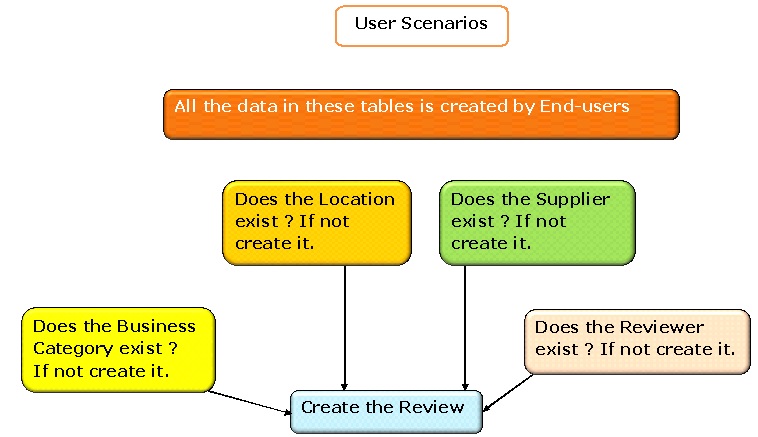 User Scenarios
All the data in these tables is created by End-users
Does the Location
exist ? If not
create it.
Does the Supplier
exist ? If not
create it.
Does the Business
Category exist ?
If not create it.
Does the Reviewer
exist ? If not create it.
Create the Review